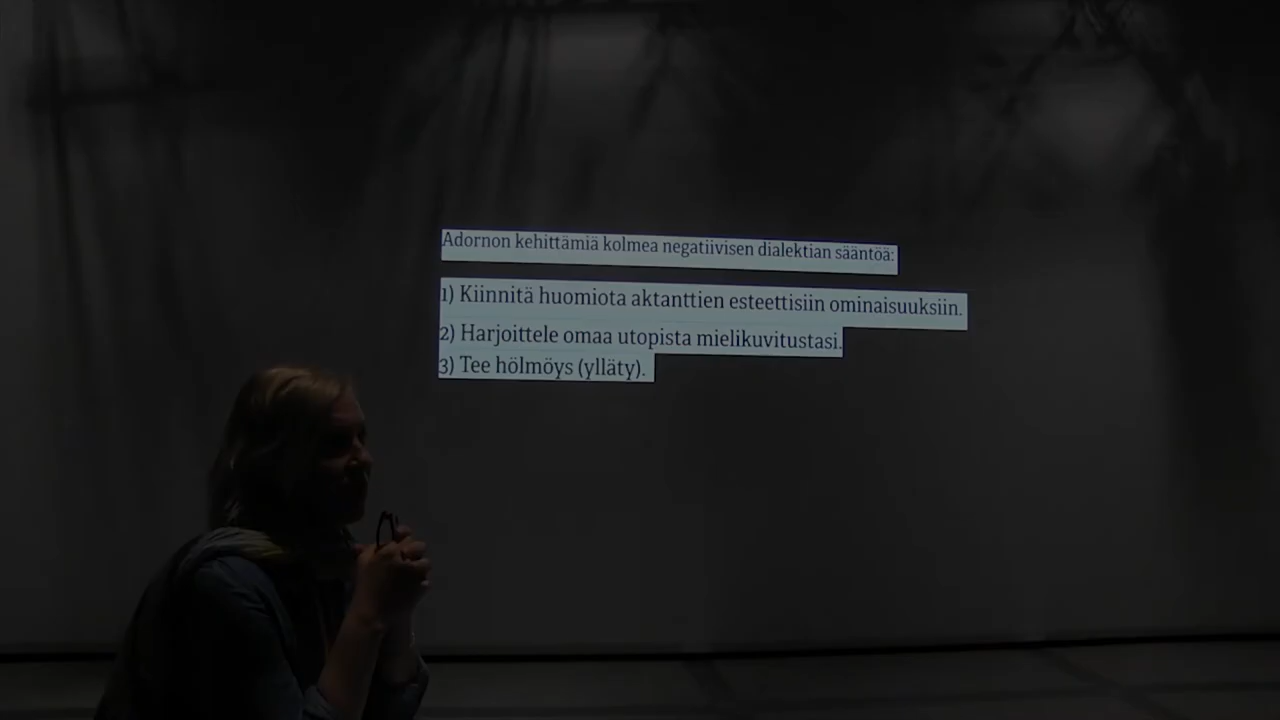 Adornon kehittämiä kolmea negatiivisen dialektian sääntöä:
1) Kiinnitä huomiota aktanttien esteettisiin ominaisuuksiin.
2) Harjoittele omaa utopista mielikuvitustasi.
3) Tee hölmöys (ylläty).